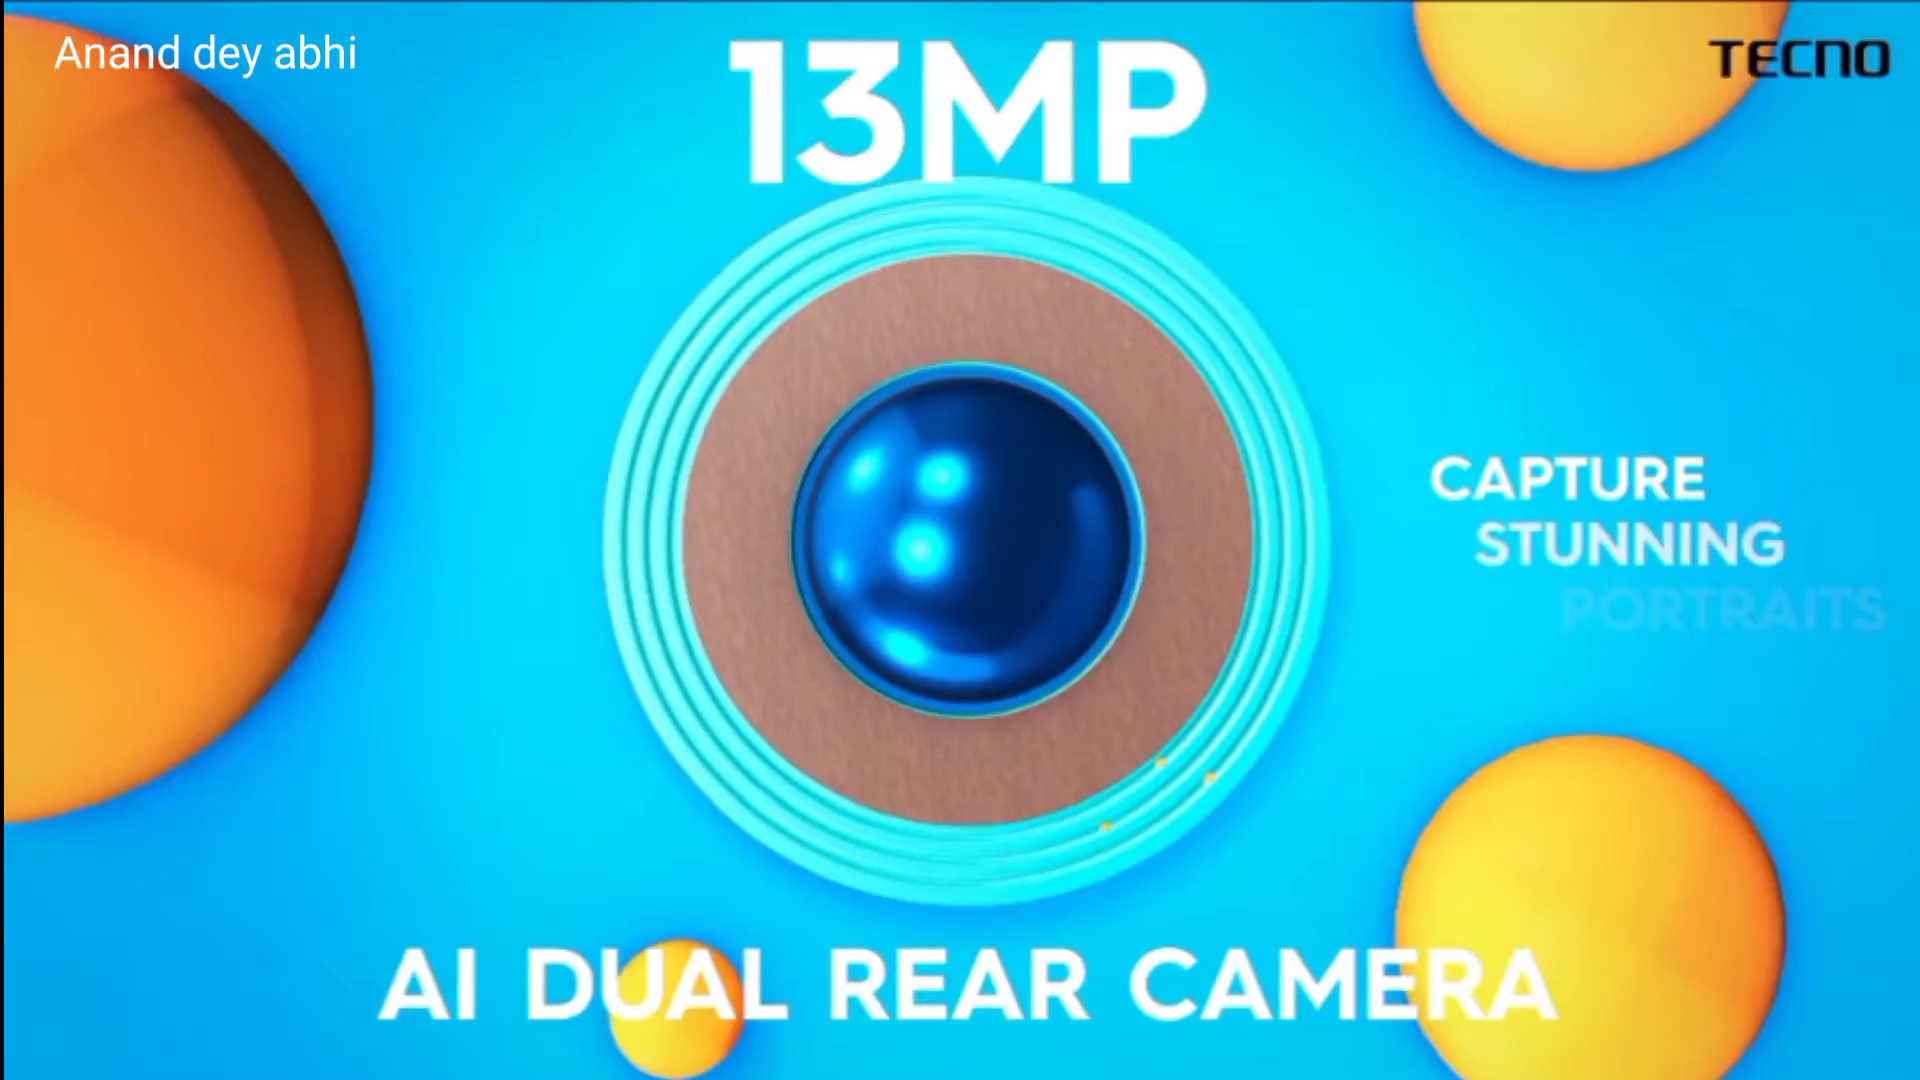 Anand dey abhi
TECNO
13MP
CAPTURE
STUNNING
PORTRAITS
AI DUAL REAR CAMERA